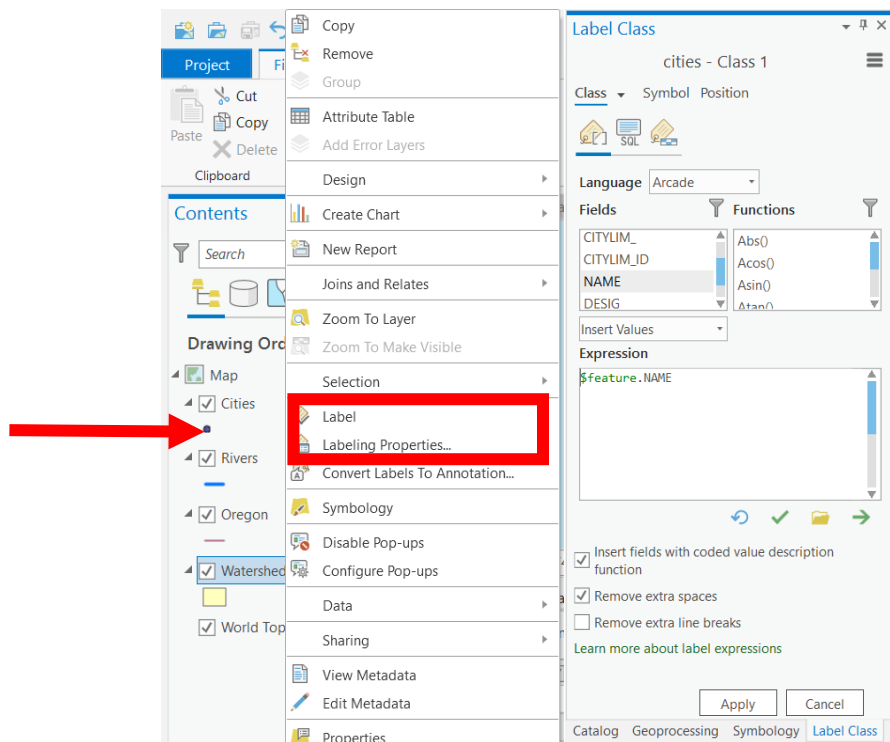 Project
Fi
Paste
Cut
Copy
Delete
Clipboard
Contents
Search
Drawing Ord
Map
Cities
Rivers
Oregon
Watershed
World Top
Copy
Remove
Group
Attribute Table
Add Error Layers
Design
Create Chart
New Report
Joins and Relates
Zoom To Layer
Zoom To Make Visible
Selection
Label
Labeling Properties...
Convert Labels To Annotation...
Symbology
Disable Pop-ups
Configure Pop-ups
Data
Sharing
View Metadata
Edit Metadata
Properties
Label Class
cities - Class 1
Class Symbol Position
SQL
Language Arcade
Fields Functions
CITYLIM_
CITYLIM_ID
NAME
DESIG
Abs()
Acos()
Asin()
Atan()
Insert Values
Expression
$feature.NAME
Insert fields with coded value description
function
Remove extra spaces
Remove extra line breaks
Learn more about label expressions
Apply Cancel
Catalog Geoprocessing Symbology Label Class